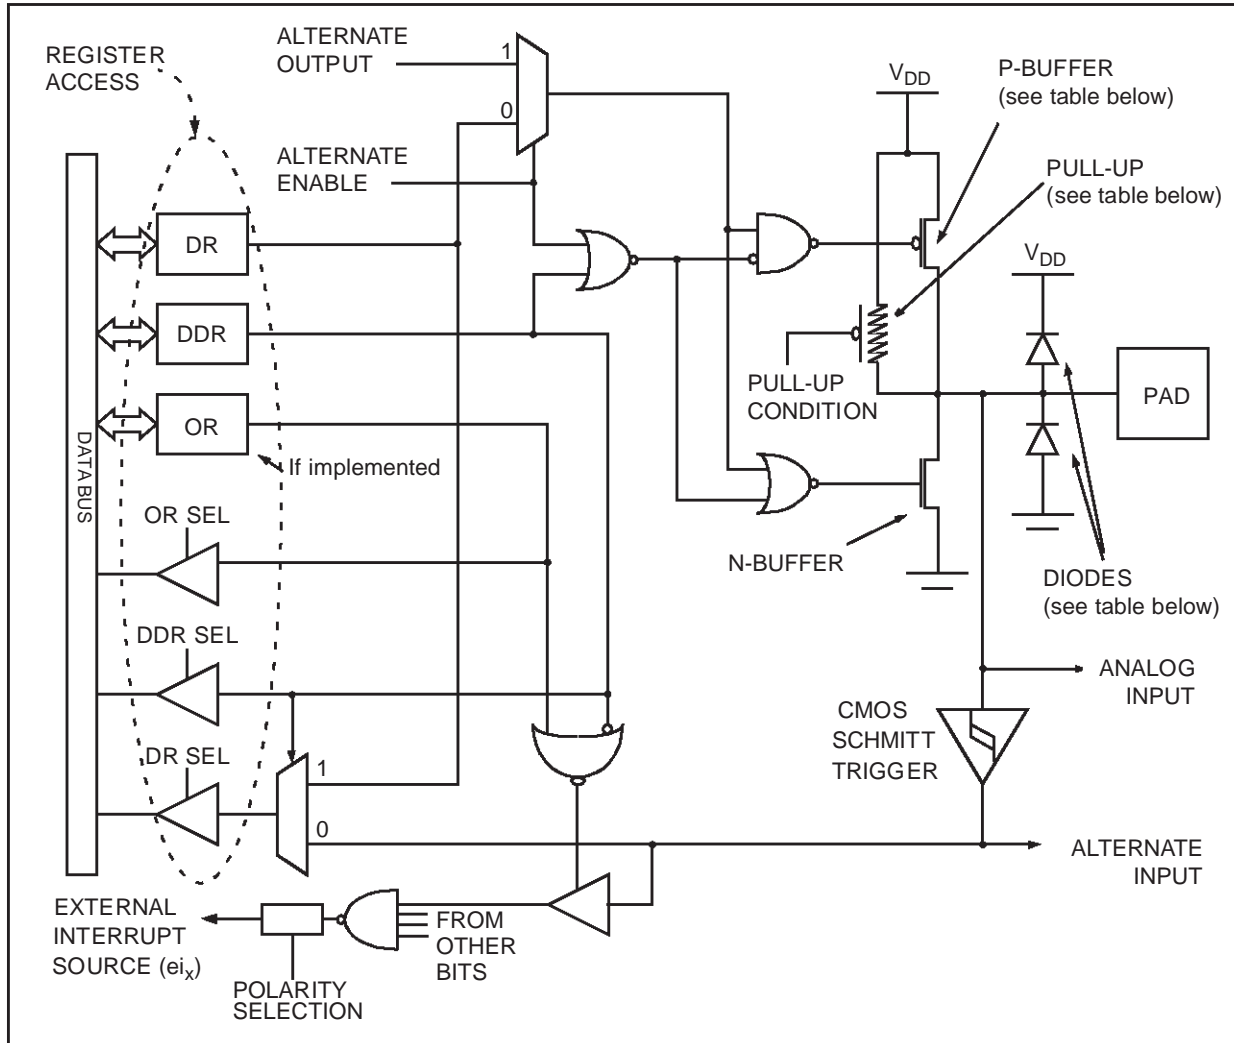 REGISTER
ACCESS
ALTERNATE
OUTPUT
1
0
ALTERNATE
ENABLE
VDD
P-BUFFER
(see table below)
PULL-UP
(see table below)
DR
DDR
OR
If implemented
DATA BUS
VDD
PULL-UP
CONDITION
PAD
OR SEL
N-BUFFER
DIODES
(see table below)
DDR SEL
ANALOG
INPUT
CMOS
SCHMITT
TRIGGER
DR SEL
1
0
ALTERNATE
INPUT
EXTERNAL
INTERRUPT
SOURCE (eix)
FROM
OTHER
BITS
POLARITY
SELECTION